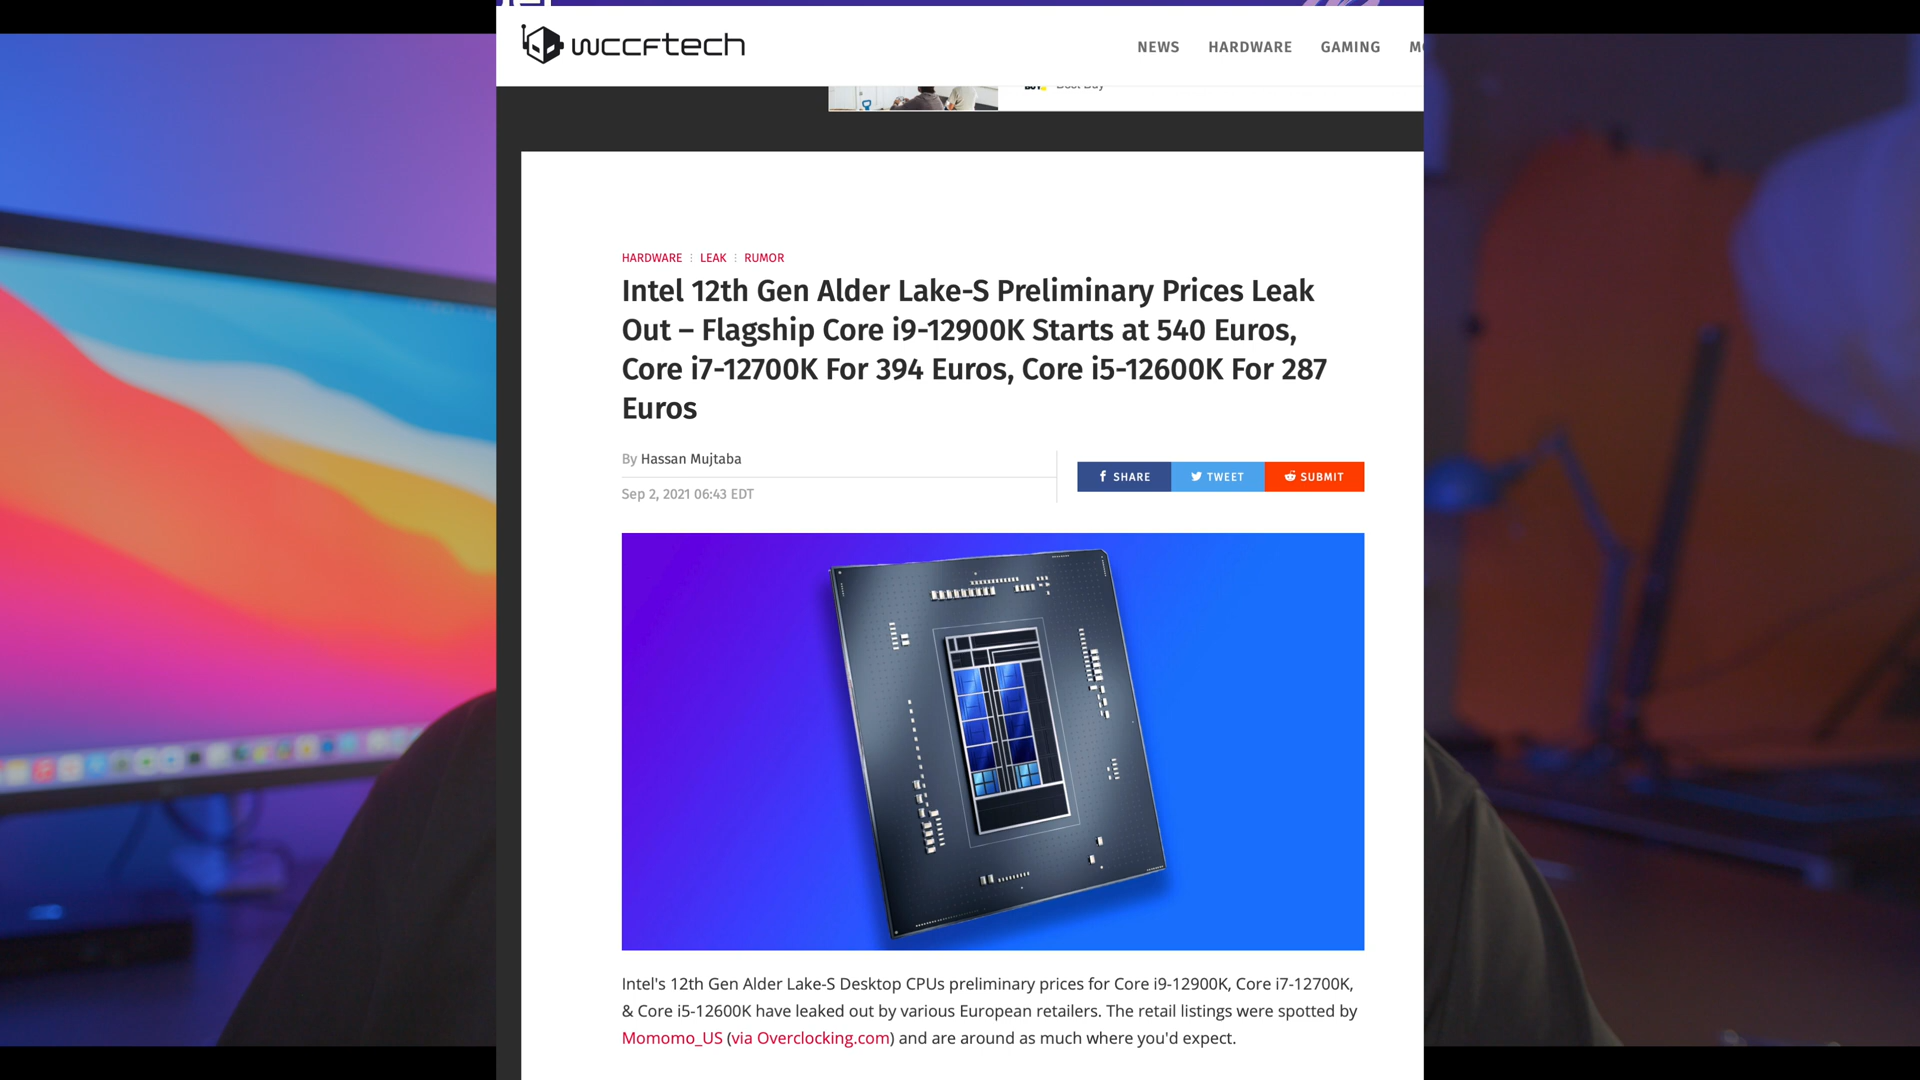 wccftech
NEWS HARDWARE GAMING
HARDWARE LEAK RUMOR
Intel 12th Gen Alder Lake-S Preliminary Prices Leak
Out – Flagship Core i9-12900K Starts at 540 Euros,
Core i7-12700K For 394 Euros, Core i5-12600K For 287
Euros
By Hassan Mujtaba
Sep 2, 2021 06:43 EDT
SHARE TWEET SUBMIT
Intel's 12th Gen Alder Lake-S Desktop CPUs preliminary prices for Core i9-12900K, Core i7-12700K,
& Core i5-12600K have leaked out by various European retailers. The retail listings were spotted by
Momomo_US (via Overclocking.com) and are around as much where you'd expect.